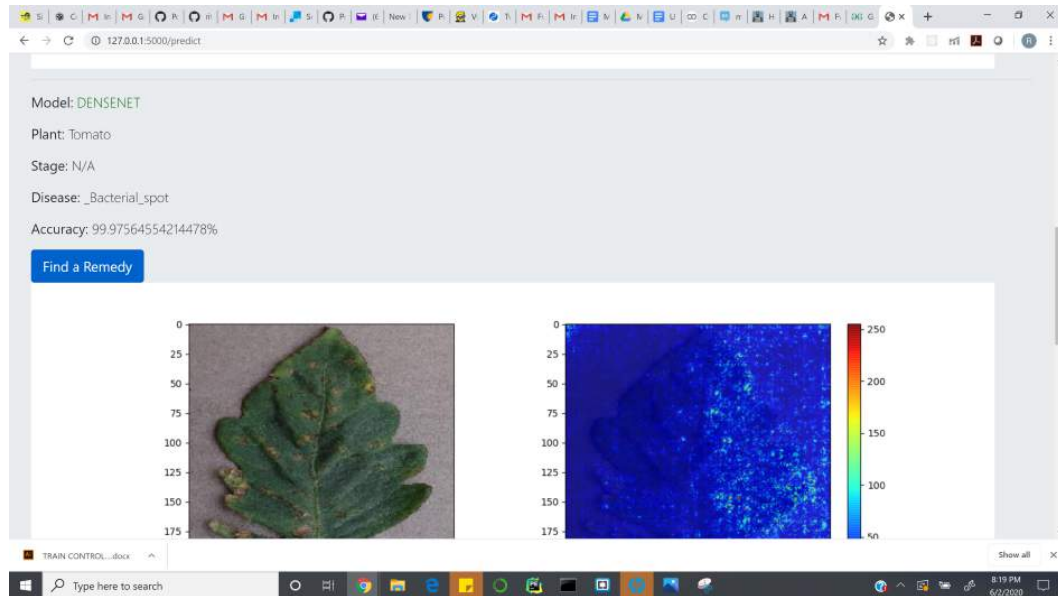 127.0.0.1:5000/predict
Model: DENSENET
Plant: Tomato
Stage: N/A
Disease: _Bacterial_spot
Accuracy: 99.97564554214478%
Find a Remedy
0
25
50
75
100
125
150
175
0
25
50
75
100
125
150
175
250
200
150
100
50
TRAIN CONTROL....docx
Show all
Type here to search
8:19 PM
6/2/2020